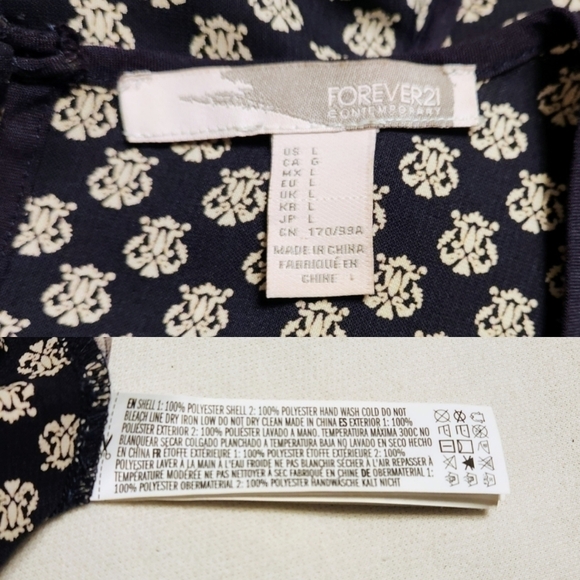 FOREVER21
CONTEMPORARY
US L
CA G
MX L
EU L
UK L
KR L
JP L
CN 170/99A
MADE IN CHINA
FABRIQUÉ EN
CHINE L
EN SHELL 1: 100% POLYESTER SHELL 2: 100% POLYESTER HAND WASH COLD DO NOT
BLEACH LINE DRY IRON LOW DO NOT DRY CLEAN MADE IN CHINA ES EXTERIOR 1: 100%
POLIÉSTER EXTERIOR 2: 100% POLIÉSTER LAVADO A MANO. TEMPERATURA MÁXIMA 300C NO
BLANQUEAR SECAR COLGADO PLANCHADO A TEMPERATURA BAJA NO LAVADO EN SECO HECHO
EN CHINA FR ÉTOFFE EXTÉRIEURE 1: 100% POLYESTER ÉTOFFE EXTÉRIEURE 2: 100%
POLYESTER LAVER À LA MAIN À L'EAU FROIDE, NE PAS BLANCHIR SÉCHER À L'AIR REPASSER À
TEMPÉRATURE MODÉRÉE NE PAS NETTOYER À SEC FABRIQUÉ EN CHINE DE OBERMATERIAL 1:
100% POLYESTER OBERMATERIAL 2: 100% POLYESTER HANDWÄSCHE KALT NICHT